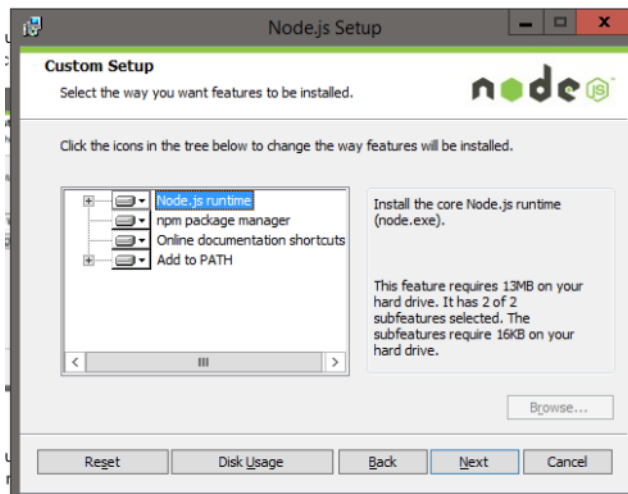 Node.js Setup
Custom Setup
Select the way you want features to be installed.
node JS
Click the icons in the tree below to change the way features will be installed.
Node.js runtime
npm package manager
Online documentation shortcuts
Add to PATH
Install the core Node.js runtime
(node.exe).
This feature requires 13MB on your
hard drive. It has 2 of 2
subfeatures selected. The
subfeatures require 16KB on your
hard drive.
Browse...
Reset
Disk Usage
Back
Next
Cancel